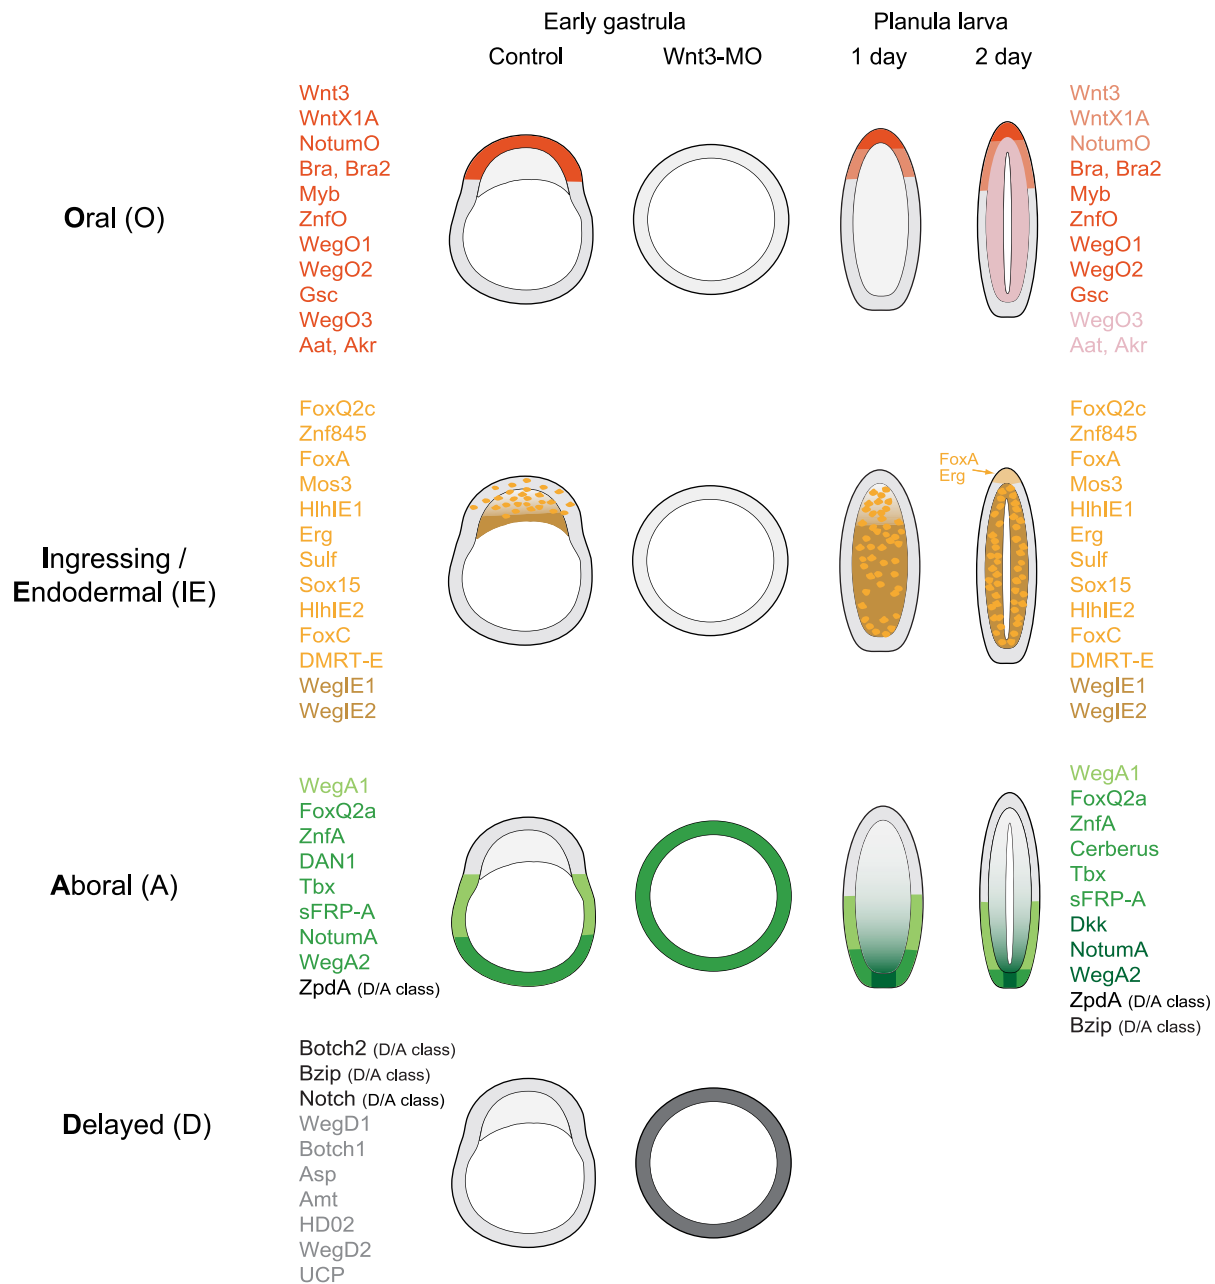 Early gastrula
Planula larva
Control
Wnt3-MO
1 day
2 day
Oral (O)
Wnt3
WntX1A
NotumO
Bra, Bra2
Myb
ZnfO
WegO1
WegO2
Gsc
WegO3
Aat, Akr
Wnt3
WntX1A
NotumO
Bra, Bra2
Myb
ZnfO
WegO1
WegO2
Gsc
WegO3
Aat, Akr
Ingressing /
Endodermal (IE)
FoxQ2c
Znf845
FoxA
Mos3
HlhIE1
Erg
Sulf
Sox15
HlhIE2
FoxC
DMRT-E
WegIE1
WegIE2
FoxA
Erg
FoxQ2c
Znf845
FoxA
Mos3
HlhIE1
Erg
Sulf
Sox15
HlhIE2
FoxC
DMRT-E
WegIE1
WegIE2
Aboral (A)
WegA1
FoxQ2a
ZnfA
DAN1
Tbx
sFRP-A
NotumA
WegA2
ZpdA (D/A class)
WegA1
FoxQ2a
ZnfA
Cerberus
Tbx
sFRP-A
Dkk
NotumA
WegA2
ZpdA (D/A class)
Bzip (D/A class)
Delayed (D)
Botch2 (D/A class)
Bzip (D/A class)
Notch (D/A class)
WegD1
Botch1
Asp
Amt
HD02
WegD2
UCP